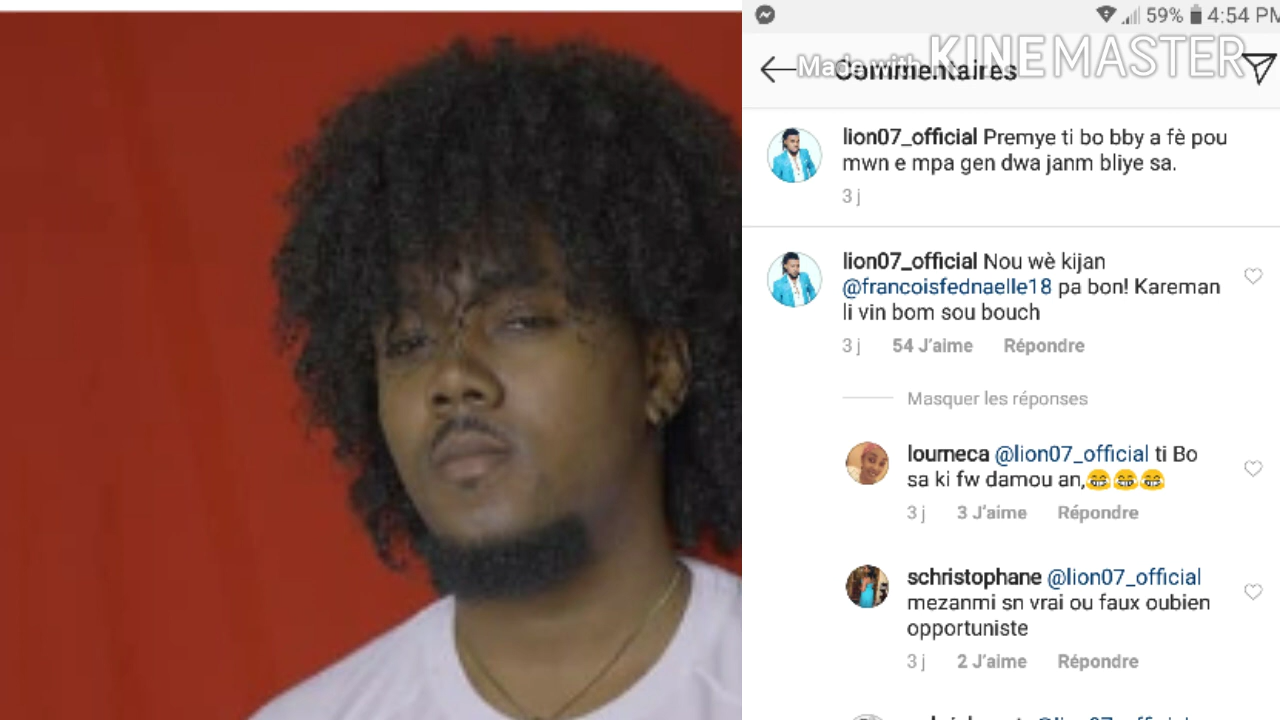 59% 4:54 PM
Made with KINEMASTER
Commentaires
lion07_official Premye ti bo bby a fè pou
mwn e mpa gen dwa janm bliye sa.
3 j
lion07_official Nou wè kijan
@francoisfednaelle18 pa bon! Kareman
li vin bom sou bouch
3 j 54 J'aime Répondre
Masquer les réponses
lourneca @lion07_official ti Bo
sa ki fw damou an,😂😂😂
3 j 3 J'aime Répondre
schristophane @lion07_official
mezanmi sn vrai ou faux oubien
opportuniste
3 j 2 J'aime Répondre